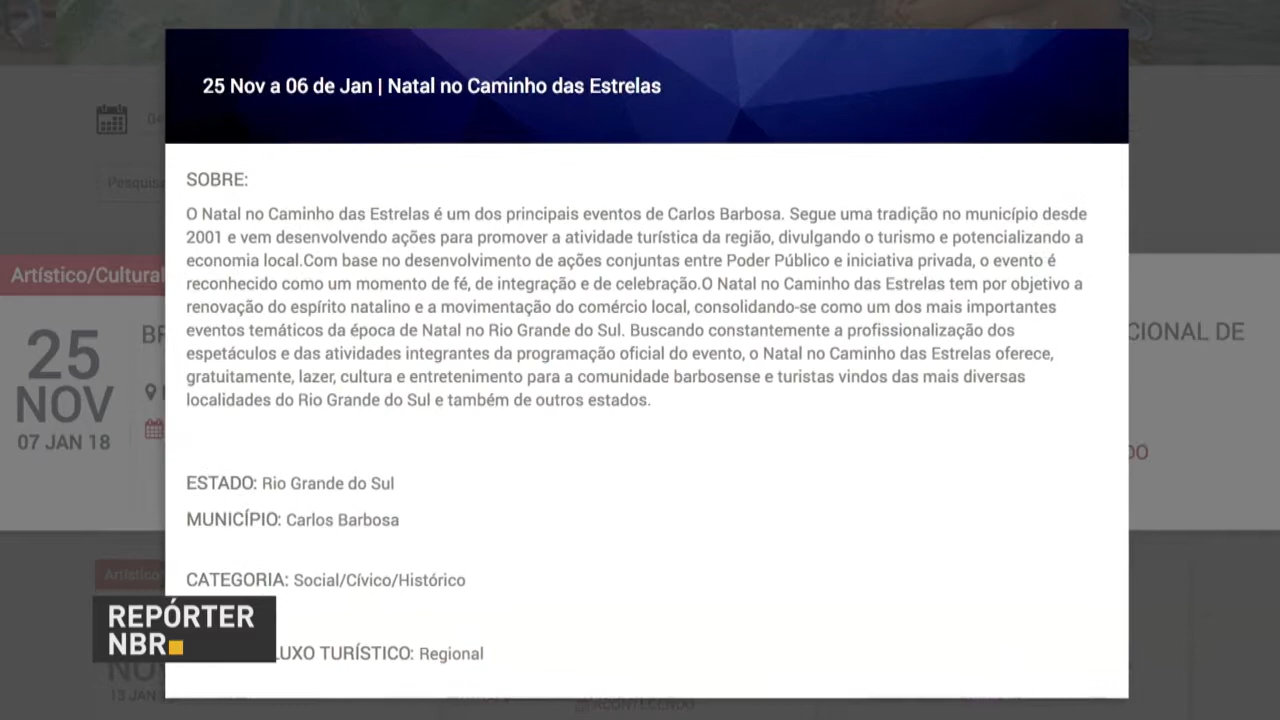 25 Nov a 06 de Jan | Natal no Caminho das Estrelas
SOBRE:
O Natal no Caminho das Estrelas é um dos principais eventos de Carlos Barbosa. Segue uma tradição no município desde
2001 e vem desenvolvendo ações para promover a atividade turística da região, divulgando o turismo e potencializando a
economia local.Com base no desenvolvimento de ações conjuntas entre Poder Público e iniciativa privada, o evento é
reconhecido como um momento de fé, de integração e de celebração.O Natal no Caminho das Estrelas tem por objetivo a
renovação do espírito natalino e a movimentação do comércio local, consolidando-se como um dos mais importantes
eventos temáticos da época de Natal no Rio Grande do Sul. Buscando constantemente a profissionalização dos
espetáculos e das atividades integrantes da programação oficial do evento, o Natal no Caminho das Estrelas oferece,
gratuitamente, lazer, cultura e entretenimento para a comunidade barbosense e turistas vindos das mais diversas
localidades do Rio Grande do Sul e também de outros estados.
ESTADO: Rio Grande do Sul
MUNICÍPIO: Carlos Barbosa
CATEGORIA: Social/Cívico/Histórico
LUXO TURÍSTICO: Regional
REPÓRTER
NBR
Pesquisa
Artístico/Cultural
25
NOV
07 JAN 18
BR
CIONAL DE
DO
Artístico
NOV
13 JAN